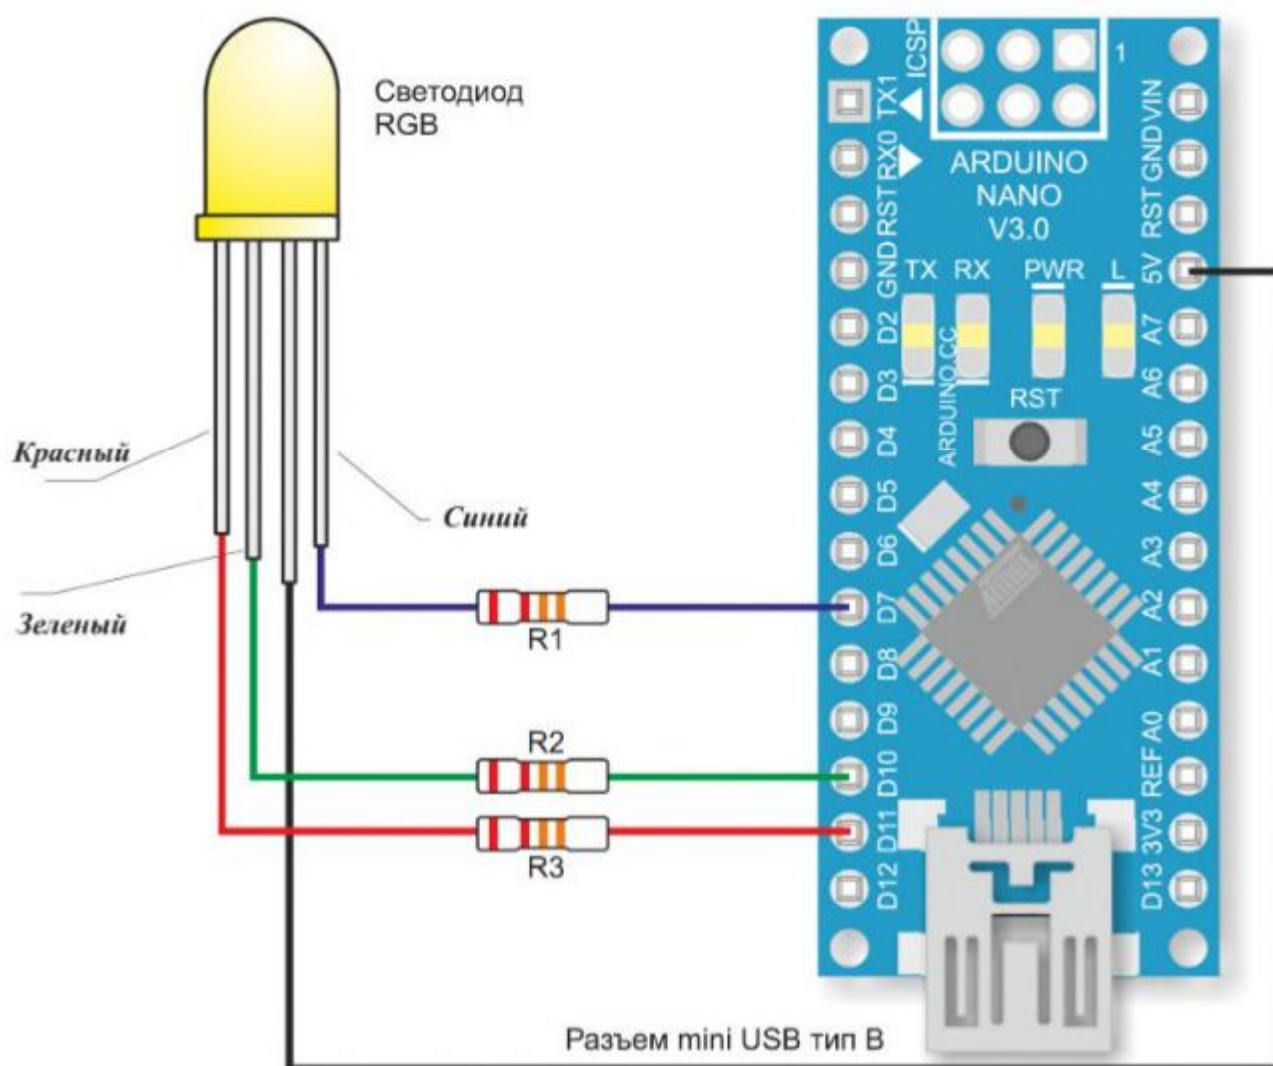 Светодиод
RGB
Красный
Зеленый
Синий
R1
R2
R3
ICSP
1
TX1
RX0
RST
GND
D2
D3
D4
D5
D6
D7
D8
D9
D10
D11
D12
ARDUINO
NANO
V3.0
TX RX PWR L
ARDUINO.CC
RST
Atmel
VIN
GND
RST
5V
A7
A6
A5
A4
A3
A2
A1
A0
REF
3V3
D13
Разъем mini USB тип B